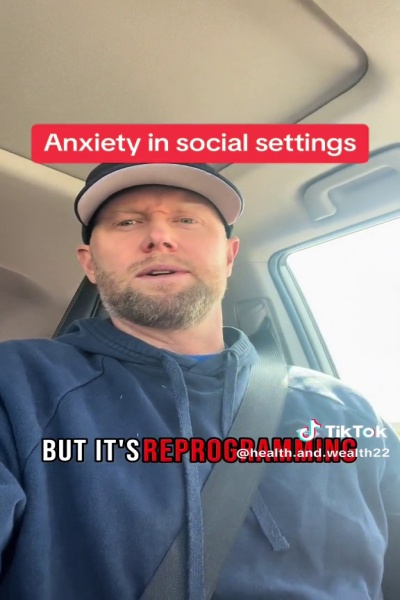 Anxiety in social settings
TikTok
BUT IT'S REPROGRAMMING
@health.and.wealth22